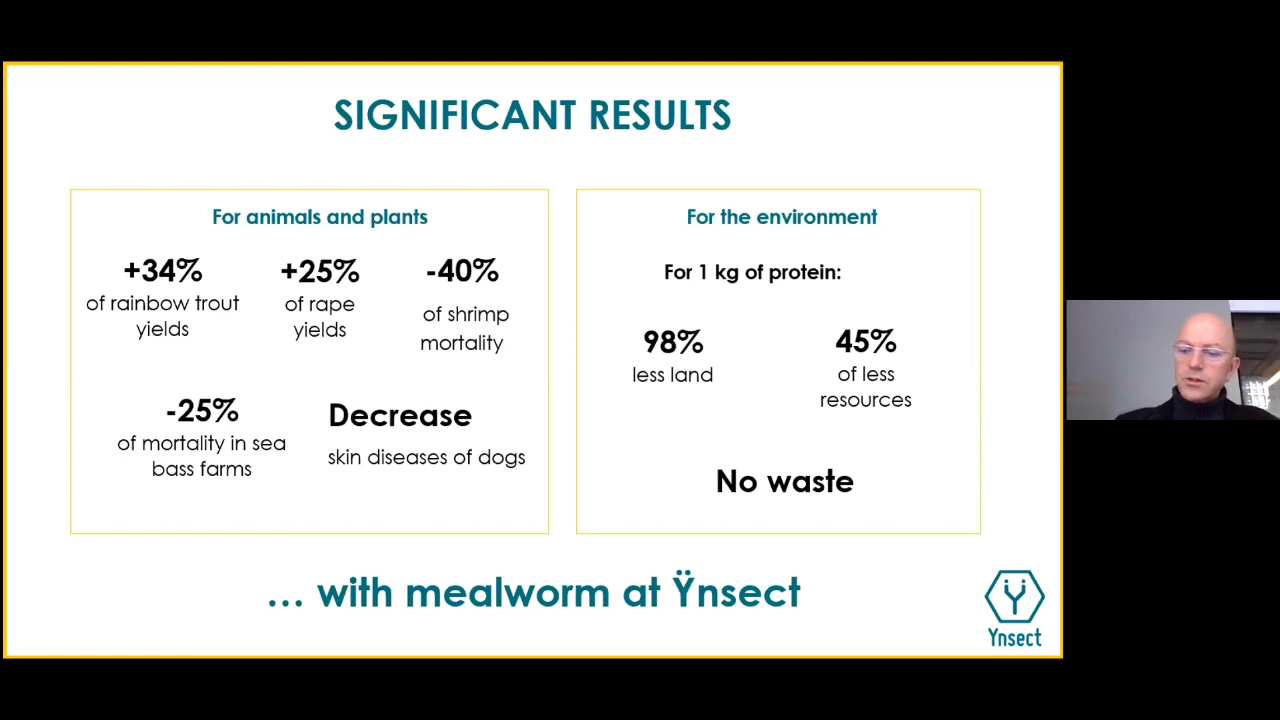 SIGNIFICANT RESULTS
For animals and plants
+34%
of rainbow trout
yields
+25%
of rape
yields
-40%
of shrimp
mortality
-25%
of mortality in sea
bass farms
Decrease
skin diseases of dogs
For the environment
For 1 kg of protein:
98%
less land
45%
of less
resources
No waste
… with mealworm at Ÿnsect
Ynsect